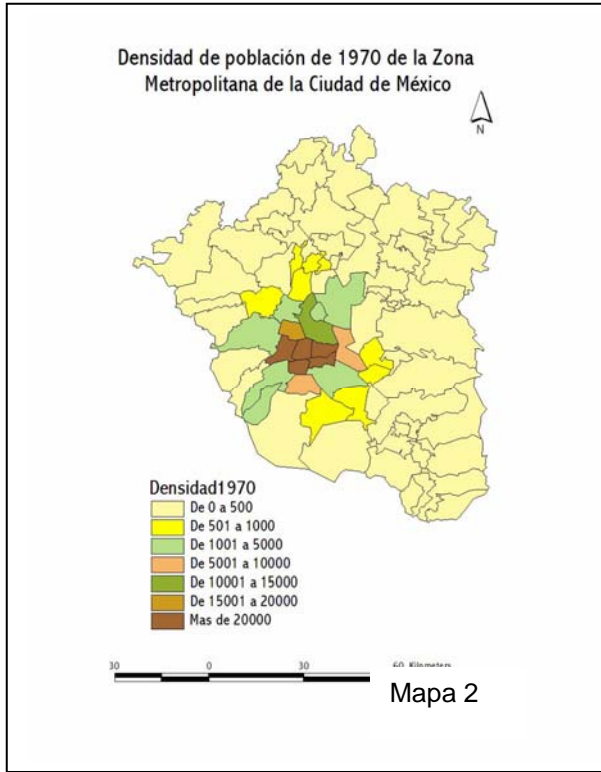 Densidad de población de 1970 de la Zona
Metropolitana de la Ciudad de México
N
Densidad1970
De 0 a 500
De 501 a 1000
De 1001 a 5000
De 5001 a 10000
De 10001 a 15000
De 15001 a 20000
Mas de 20000
30 0 30 60 Kilometers
Mapa 2